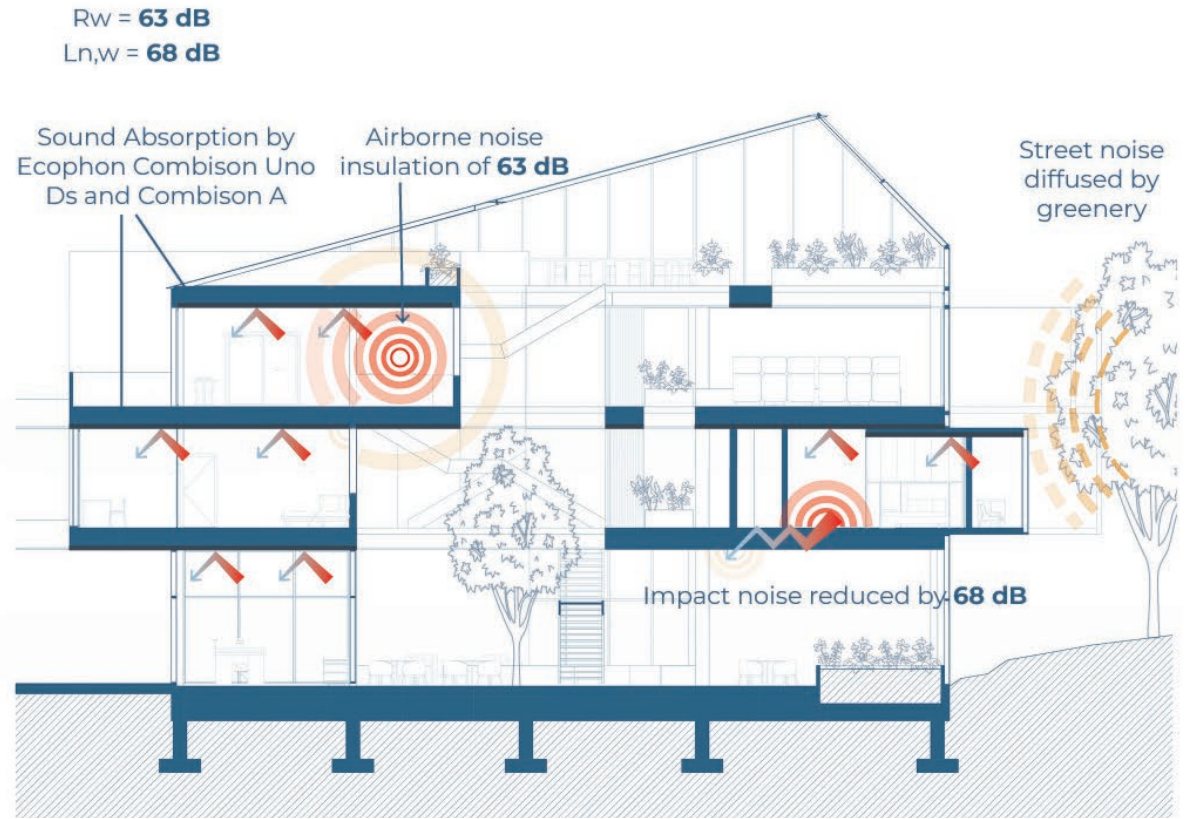 Rw = 63 dB
Ln,w = 68 dB
Sound Absorption by
Ecophon Combison Uno
Ds and Combison A
Airborne noise
insulation of 63 dB
Street noise
diffused by
greenery
Impact noise reduced by 68 dB